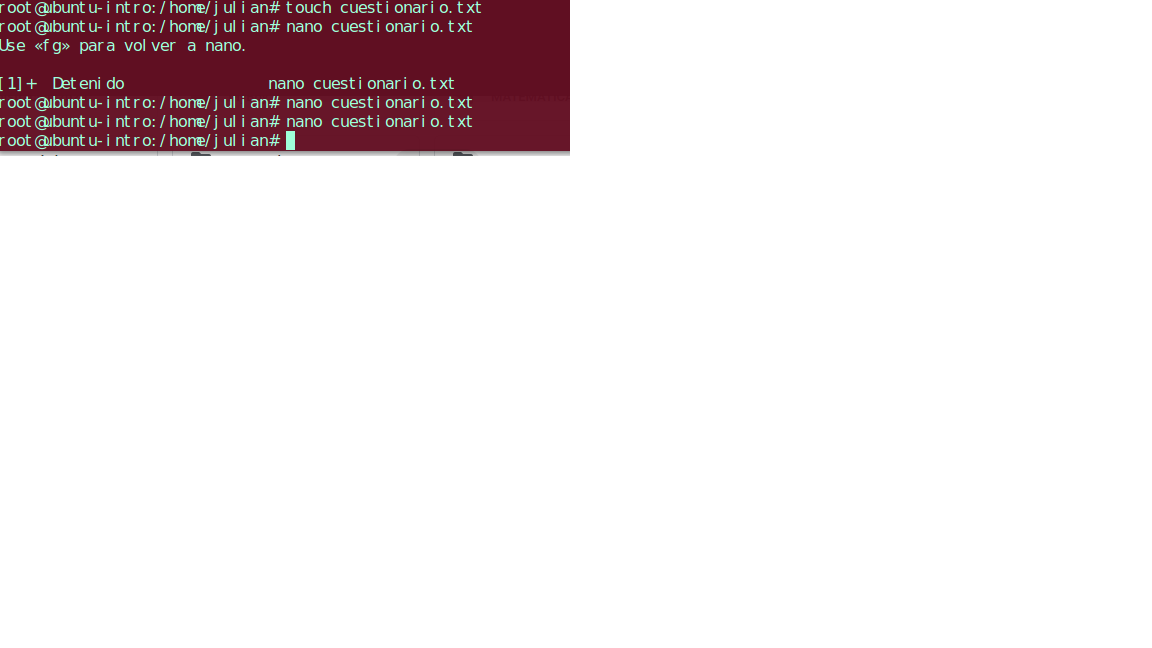 root@ubuntu-intro:/home/julian# touch cuestionario.txt
root@ubuntu-intro:/home/julian# nano cuestionario.txt
Use «fg» para volver a nano.
[1]+  Detenido                nano cuestionario.txt
root@ubuntu-intro:/home/julian# nano cuestionario.txt
root@ubuntu-intro:/home/julian# nano cuestionario.txt
root@ubuntu-intro:/home/julian#